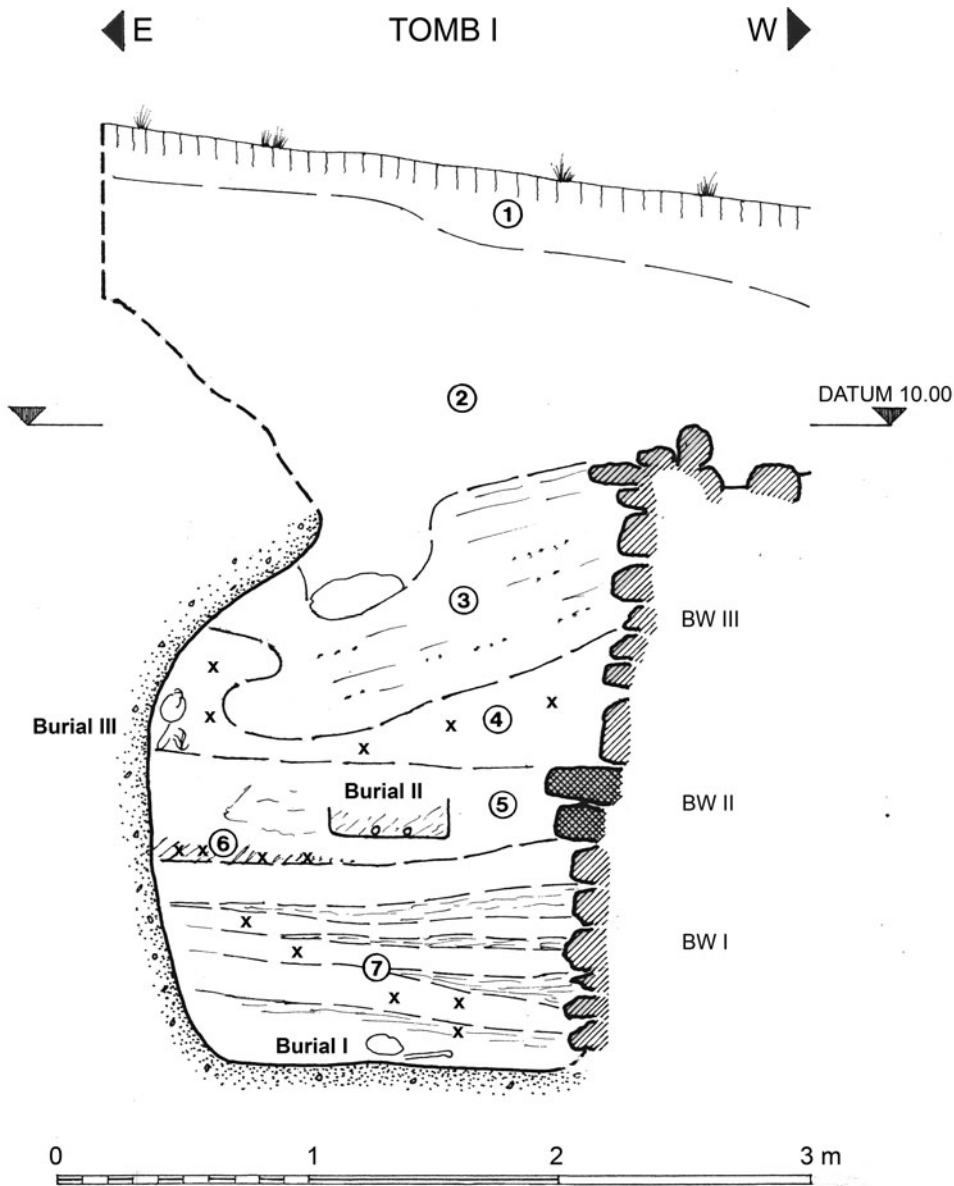 E TOMB I W
①
②
DATUM 10.00
③
BW III
x
x
x
④
x
x
Burial III
Burial II
⑤
BW II
⑥
x x x x
x
BW I
x
⑦
x x
x
Burial I
0 1 2 3 m